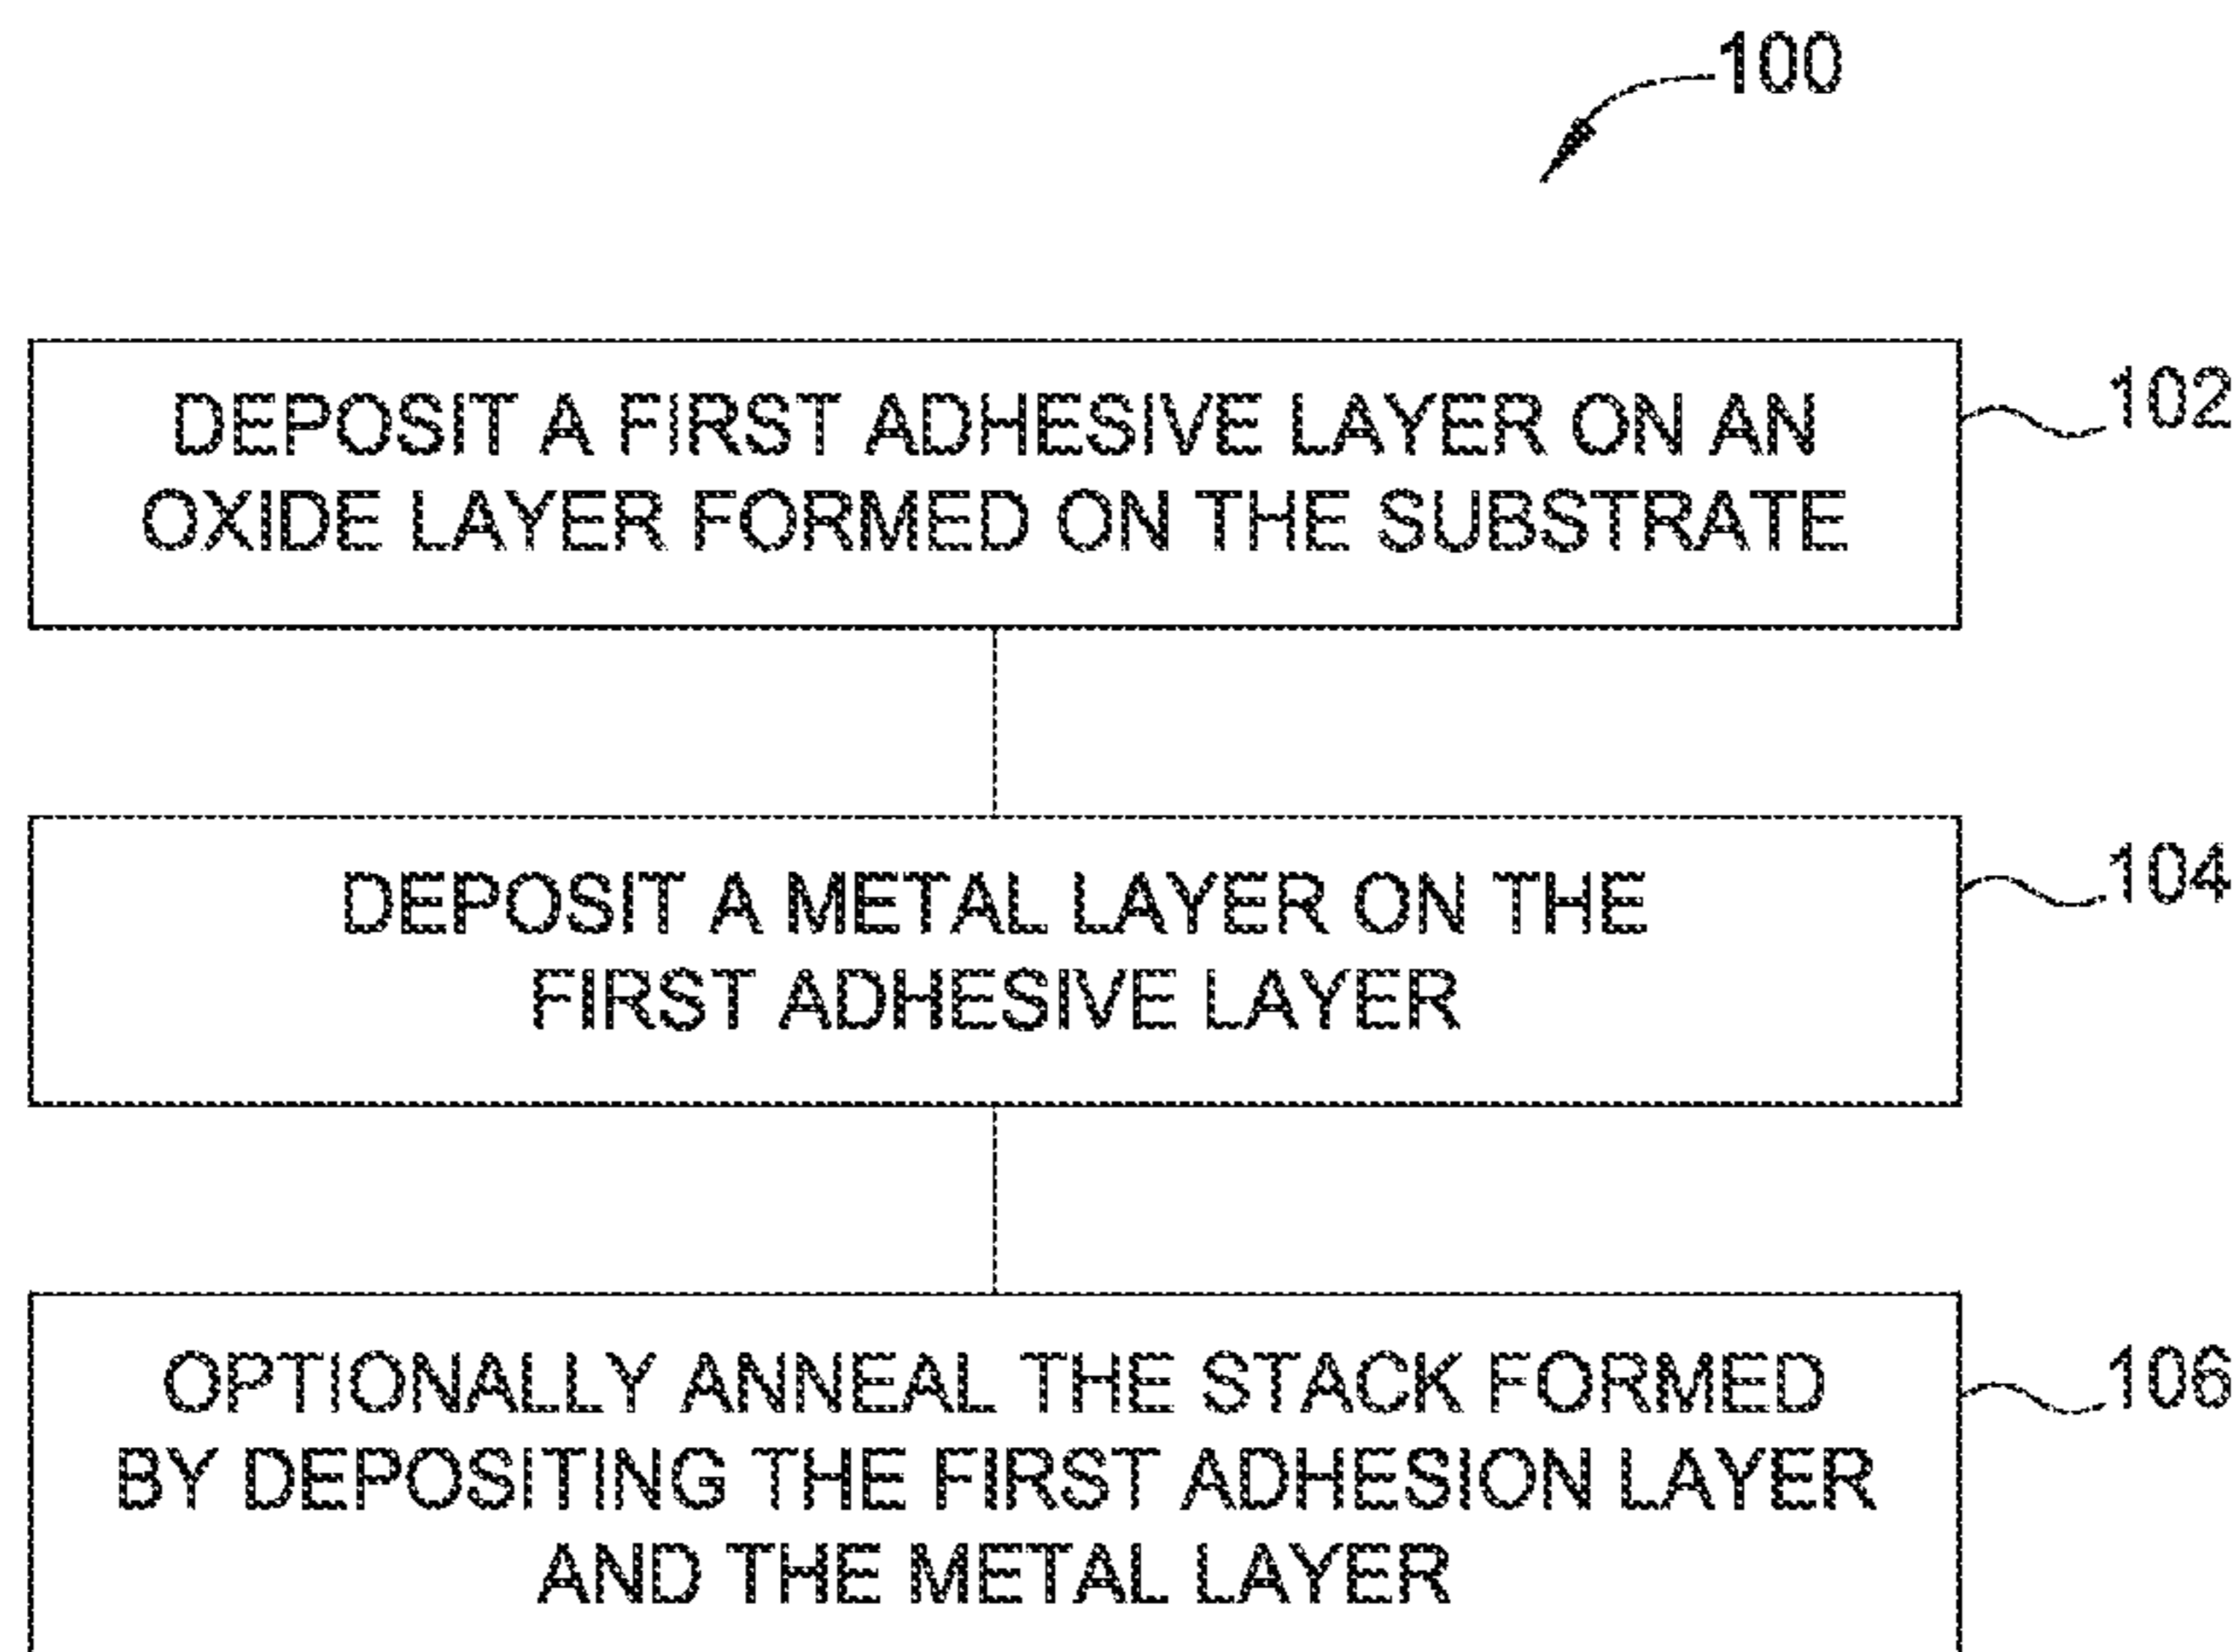 100
DEPOSIT A FIRST ADHESIVE LAYER ON AN
OXIDE LAYER FORMED ON THE SUBSTRATE
102
DEPOSIT A METAL LAYER ON THE
FIRST ADHESIVE LAYER
104
OPTIONALLY ANNEAL THE STACK FORMED
BY DEPOSITING THE FIRST ADHESION LAYER
AND THE METAL LAYER
106